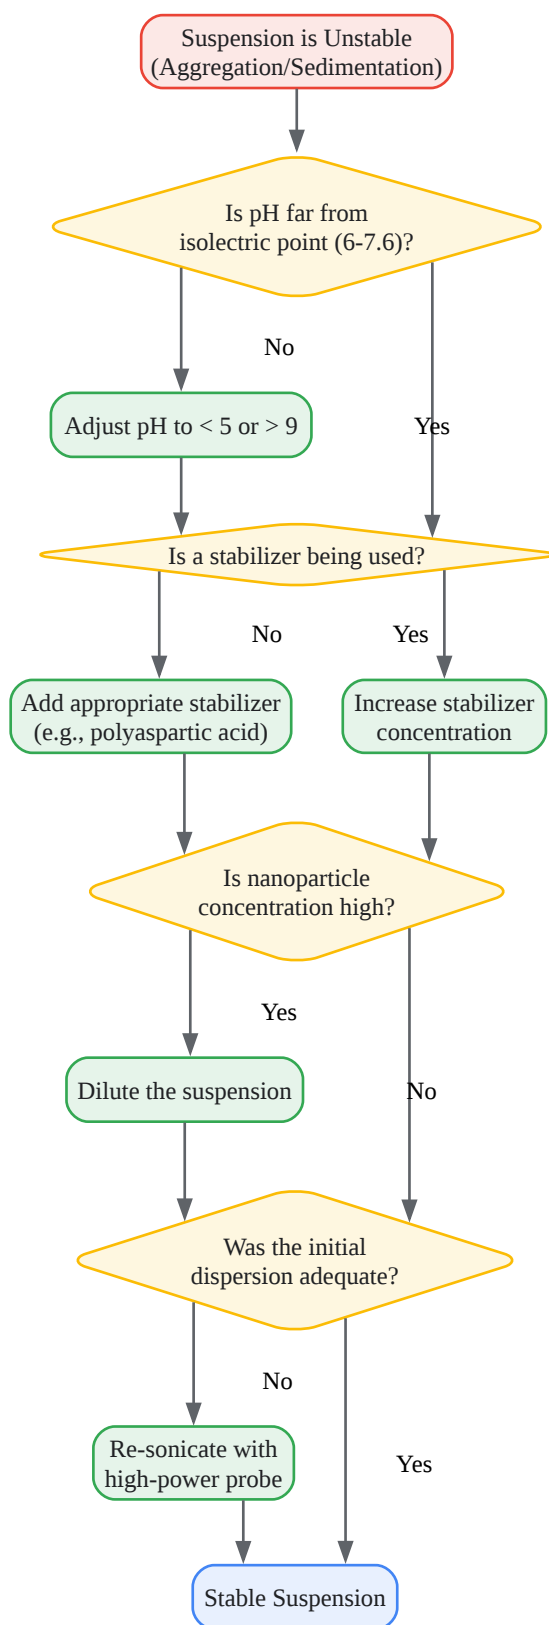 Suspension is Unstable
(Aggregation/Sedimentation)
Is pH far from
isolectric point (6-7.6)?
No
Adjust pH to < 5 or > 9
Yes
Is a stabilizer being used?
No
Yes
Add appropriate stabilizer
(e.g., polyaspartic acid)
Increase stabilizer
concentration
Is nanoparticle
concentration high?
Yes
Dilute the suspension
No
Was the initial
dispersion adequate?
No
Re-sonicate with
high-power probe
Yes
Stable Suspension